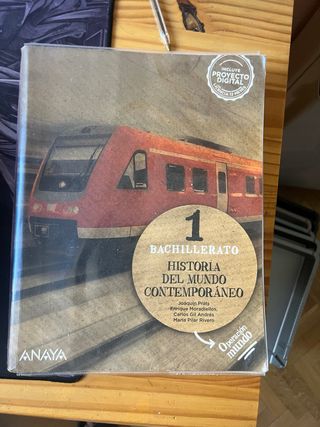 INCLUYE
PROYECTO
DIGITAL
1
BACHILLERATO
HISTORIA
DEL MUNDO
CONTEMPORÁNEO
Joaquín Prats
Enrique Moradiellos
Carlos Gil Andrés
María Pilar Rivero
Operación
mundo
ANAYA